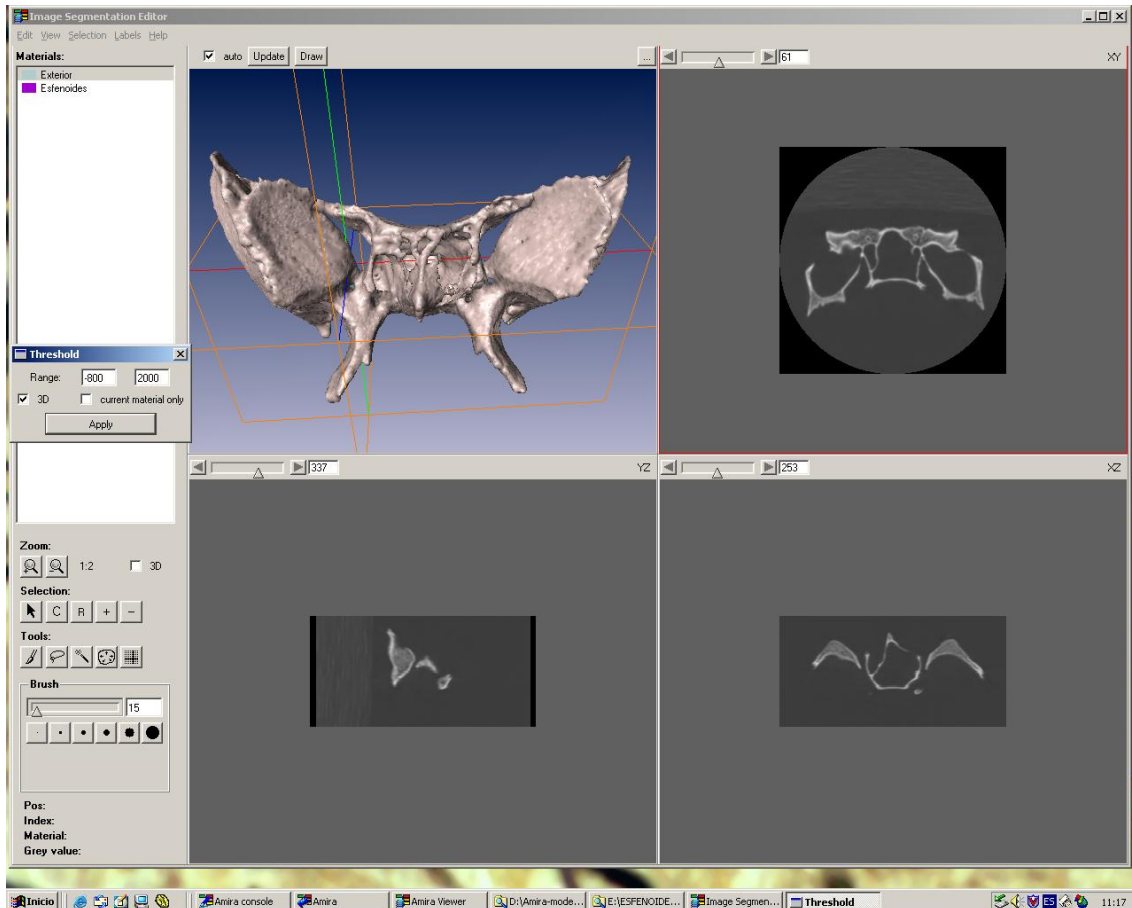 Image Segmentation Editor
Edit View Selection Labels Help
Materials:
Exterior
Esfenoides
auto Update Draw ...
61 XY
Threshold
Range: -800 2000
3D current material only
Apply
337 YZ
253 XZ
Zoom:
1:2 3D
Selection:
C R + -
Tools:
Brush
15
Pos:
Index:
Material:
Grey value:
Inicio Amira console Amira Amira Viewer D:\Amira-mode... E:\ESFENOIDE... Image Segmen... Threshold ES 11:17